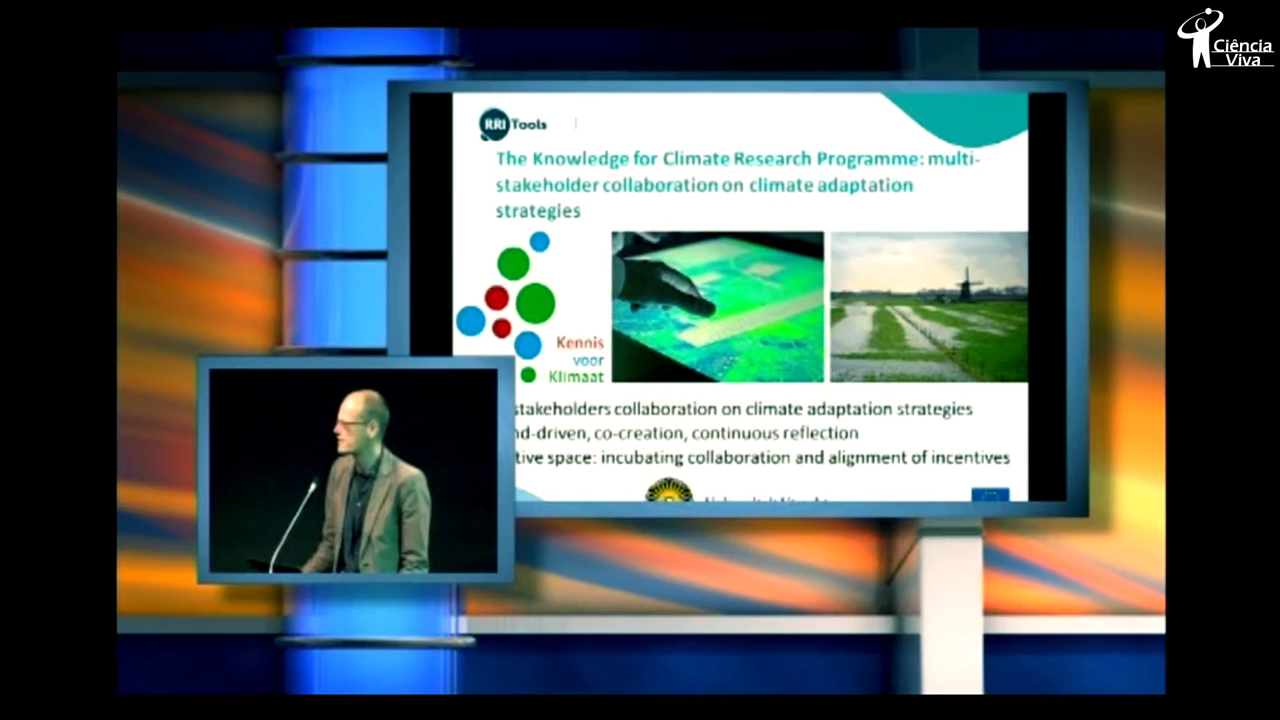 Ciência
Viva
RRI Tools
The Knowledge for Climate Research Programme: multi-
stakeholder collaboration on climate adaptation
strategies
Kennis
voor
Klimaat
stakeholders collaboration on climate adaptation strategies
nd-driven, co-creation, continuous reflection
tive space: incubating collaboration and alignment of incentives